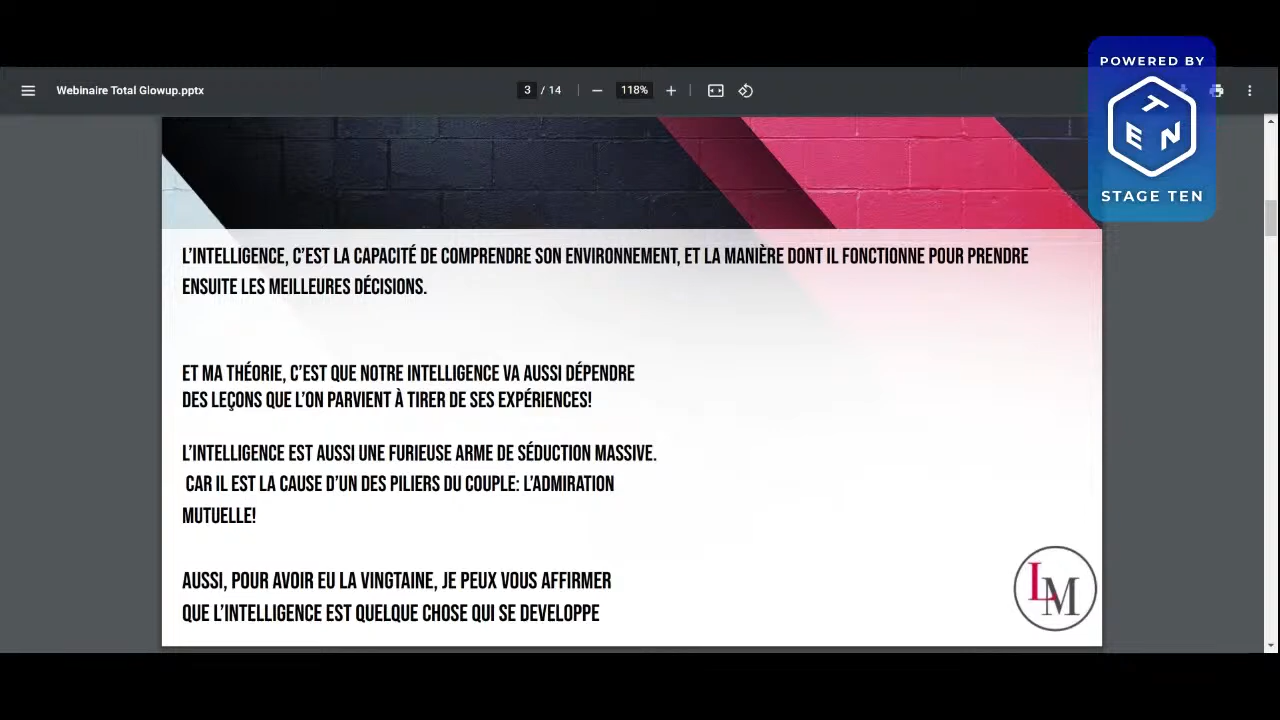 POWERED BY
TEN
STAGE TEN
Webinaire Total Glowup.pptx
3 / 14
118%
L'INTELLIGENCE, C'EST LA CAPACITÉ DE COMPRENDRE SON ENVIRONNEMENT, ET LA MANIÈRE DONT IL FONCTIONNE POUR PRENDRE
ENSUITE LES MEILLEURES DÉCISIONS.
ET MA THÉORIE, C'EST QUE NOTRE INTELLIGENCE VA AUSSI DÉPENDRE
DES LEÇONS QUE L'ON PARVIENT À TIRER DE SES EXPÉRIENCES!
L'INTELLIGENCE EST AUSSI UNE FURIEUSE ARME DE SÉDUCTION MASSIVE.
CAR IL EST LA CAUSE D'UN DES PILIERS DU COUPLE: L'ADMIRATION
MUTUELLE!
AUSSI, POUR AVOIR EU LA VINGTAINE, JE PEUX VOUS AFFIRMER
QUE L'INTELLIGENCE EST QUELQUE CHOSE QUI SE DEVELOPPE
LM